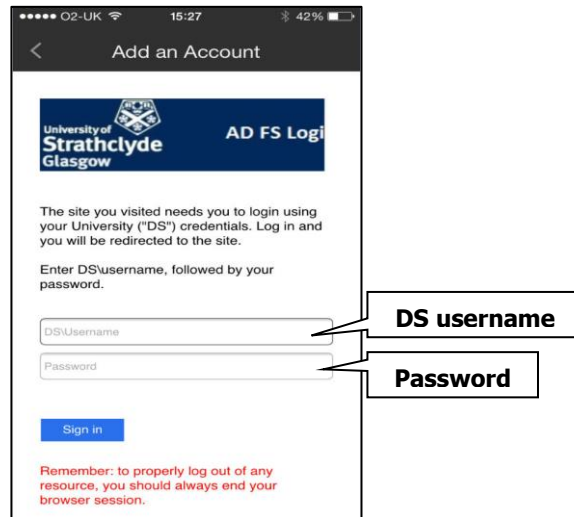 ●●●●● O2-UK 15:27 42%
< Add an Account
University of
Strathclyde
Glasgow
AD FS Logi
The site you visited needs you to login using
your University ("DS") credentials. Log in and
you will be redirected to the site.
Enter DS\username, followed by your
password.
DS\Username
DS username
Password
Password
Sign in
Remember: to properly log out of any
resource, you should always end your
browser session.